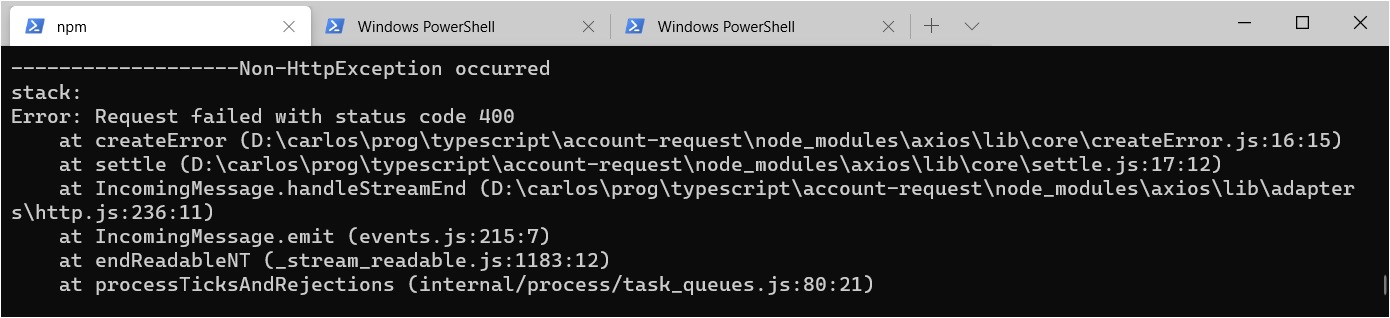 npm Windows PowerShell Windows PowerShell
-------------------Non-HttpException occurred
stack:
Error: Request failed with status code 400
    at createError (D:\carlos\prog\typescript\account-request\node_modules\axios\lib\core\createError.js:16:15)
    at settle (D:\carlos\prog\typescript\account-request\node_modules\axios\lib\core\settle.js:17:12)
    at IncomingMessage.handleStreamEnd (D:\carlos\prog\typescript\account-request\node_modules\axios\lib\adapter
s\http.js:236:11)
    at IncomingMessage.emit (events.js:215:7)
    at endReadableNT (_stream_readable.js:1183:12)
    at processTicksAndRejections (internal/process/task_queues.js:80:21)